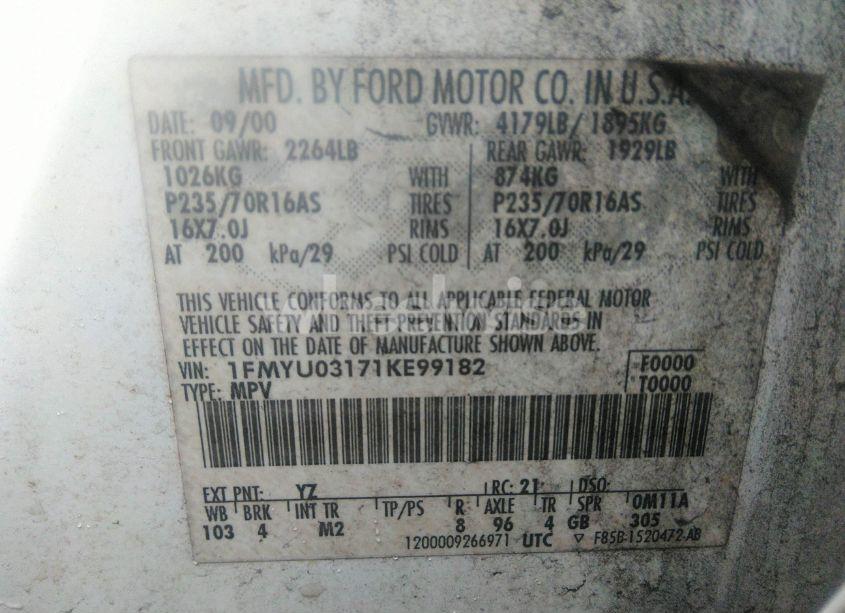 MFD. BY FORD MOTOR CO. IN U.S.A.
DATE: 09/00 GVWR: 4179LB/ 1895KG
FRONT GAWR: 2264LB REAR GAWR: 1929LB
1026KG WITH 874KG WITH
P235/70R16AS TIRES P235/70R16AS TIRES
16X7.0J RIMS 16X7.0J RIMS
AT 200 kPa/29 PSI COLD AT 200 kPa/29 PSI COLD
THIS VEHICLE CONFORMS TO ALL APPLICABLE FEDERAL MOTOR
VEHICLE SAFETY AND THEFT PREVENTION STANDARDS IN
EFFECT ON THE DATE OF MANUFACTURE SHOWN ABOVE.
VIN: 1FMYU03171KE99182 F0000
TYPE: MPV T0000
EXT PNT: YZ RC: 21 DSO:
WB BRK INT TR TP/PS R AXLE TR SPR 0M11A
103 4 M2 8 96 4 GB 305
1200009266971 UTC ▽ F85B-1520472-AB